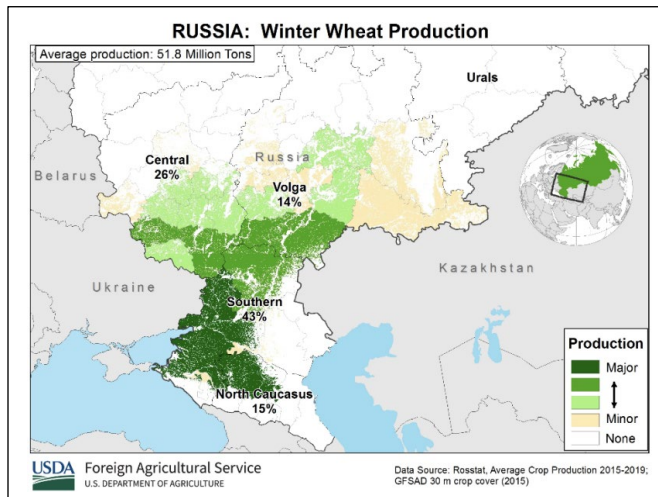 RUSSIA: Winter Wheat Production
Average production: 51.8 Million Tons
Urals
Central
26%
Russia
Belarus
Volga
14%
Kazakhstan
Ukraine
Southern
43%
North Caucasus
15%
Production
Major
Minor
None
USDA
Foreign Agricultural Service
U.S. DEPARTMENT OF AGRICULTURE
Data Source: Rosstat, Average Crop Production 2015-2019;
GFSAD 30 m crop cover (2015)